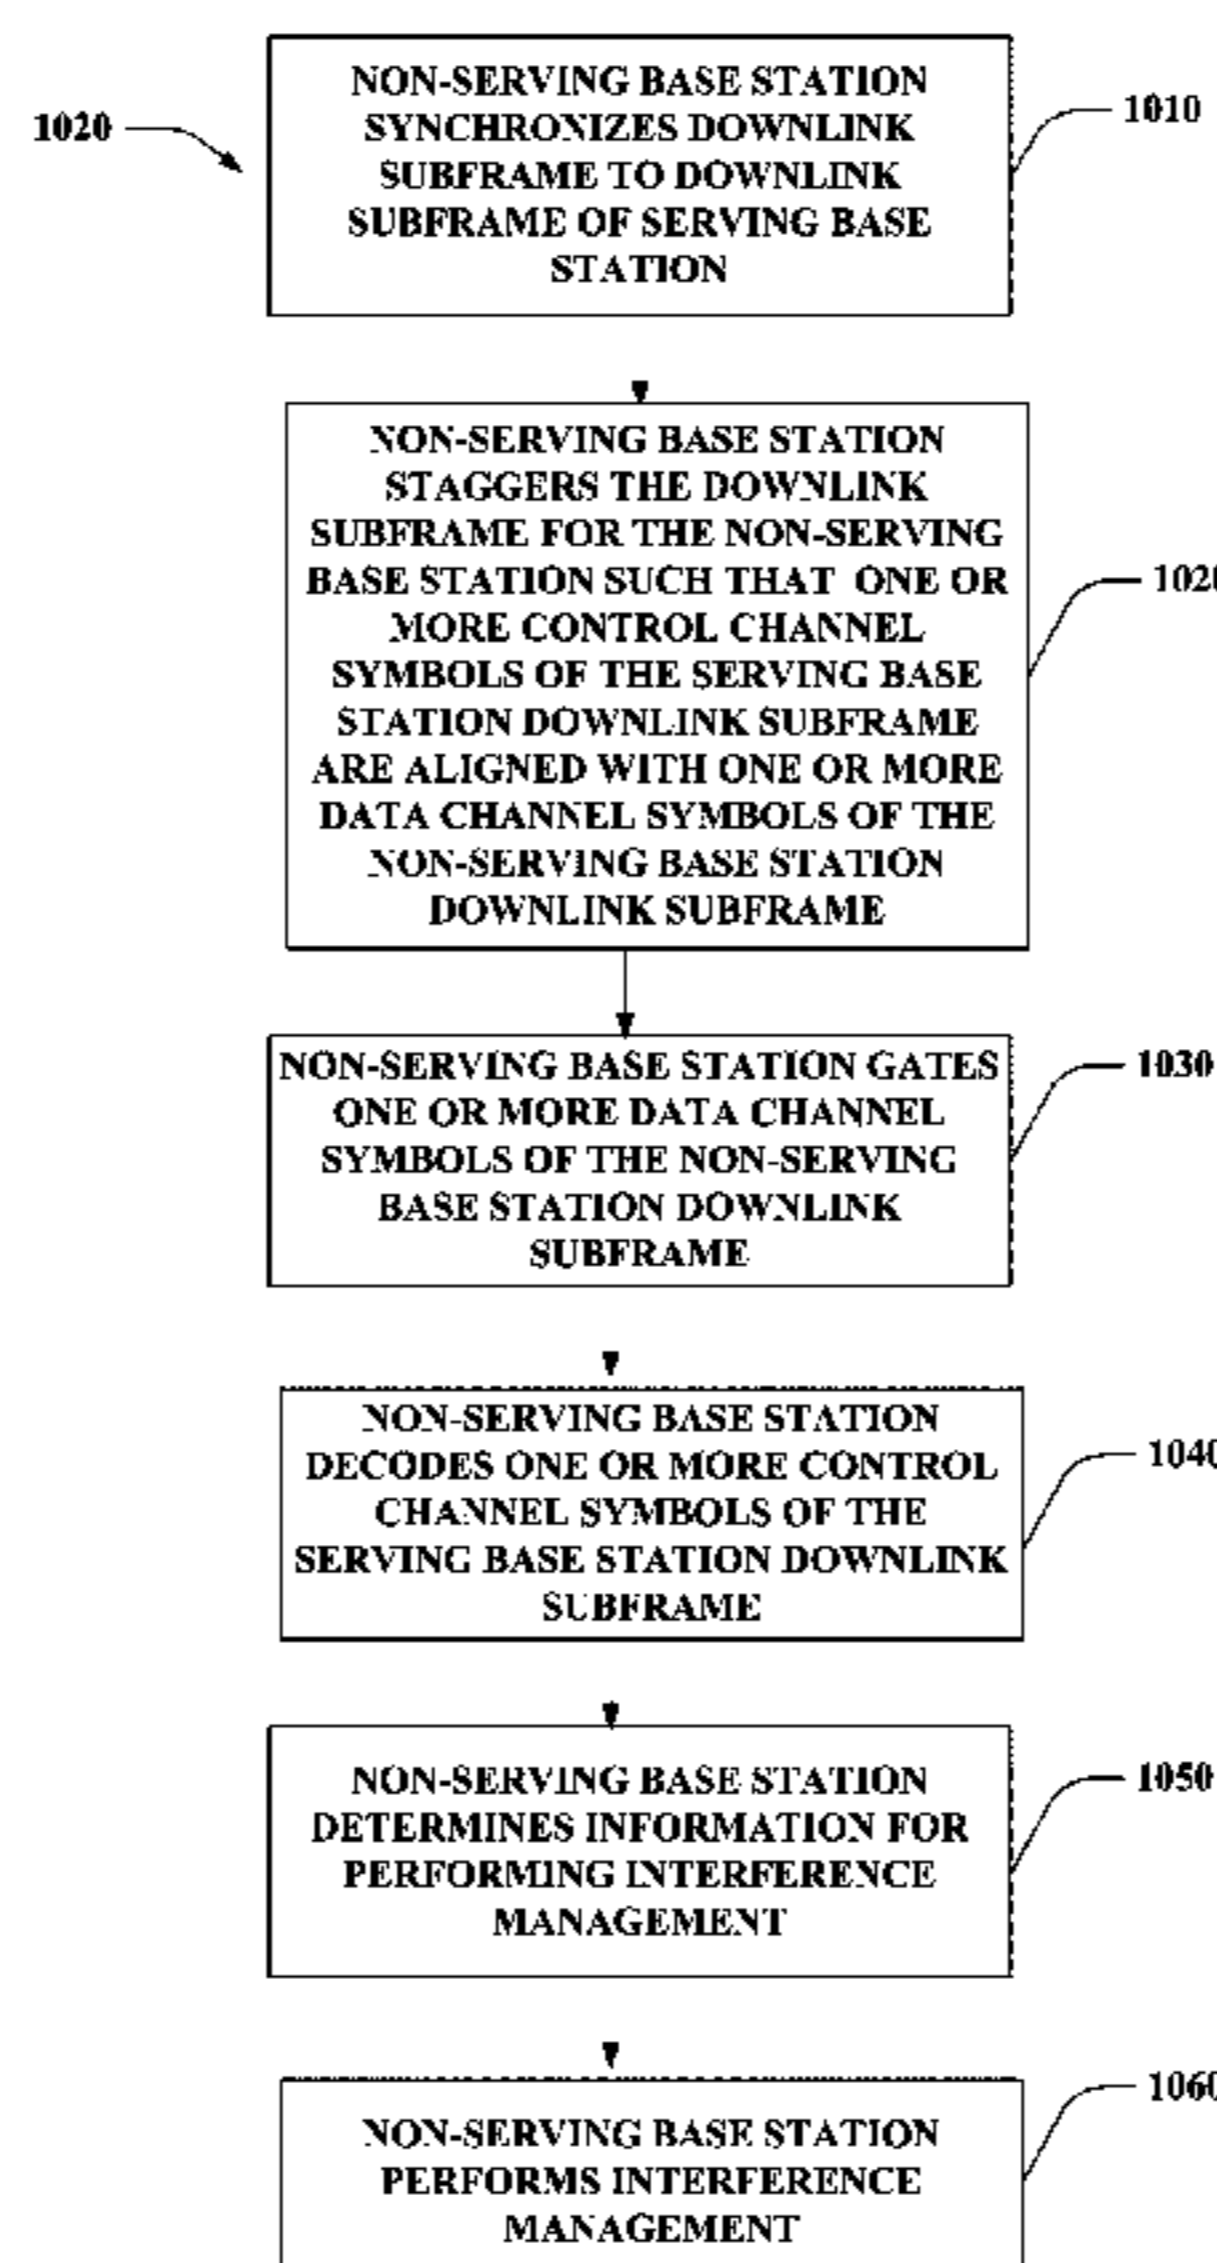 1020
NON-SERVING BASE STATION
SYNCHRONIZES DOWNLINK
SUBFRAME TO DOWNLINK
SUBFRAME OF SERVING BASE
STATION
1010
NON-SERVING BASE STATION
STAGGERS THE DOWNLINK
SUBFRAME FOR THE NON-SERVING
BASE STATION SUCH THAT ONE OR
MORE CONTROL CHANNEL
SYMBOLS OF THE SERVING BASE
STATION DOWNLINK SUBFRAME
ARE ALIGNED WITH ONE OR MORE
DATA CHANNEL SYMBOLS OF THE
NON-SERVING BASE STATION
DOWNLINK SUBFRAME
1020
NON-SERVING BASE STATION GATES
ONE OR MORE DATA CHANNEL
SYMBOLS OF THE NON-SERVING
BASE STATION DOWNLINK
SUBFRAME
1030
NON-SERVING BASE STATION
DECODES ONE OR MORE CONTROL
CHANNEL SYMBOLS OF THE
SERVING BASE STATION DOWNLINK
SUBFRAME
1040
NON-SERVING BASE STATION
DETERMINES INFORMATION FOR
PERFORMING INTERFERENCE
MANAGEMENT
1050
NON-SERVING BASE STATION
PERFORMS INTERFERENCE
MANAGEMENT
1060